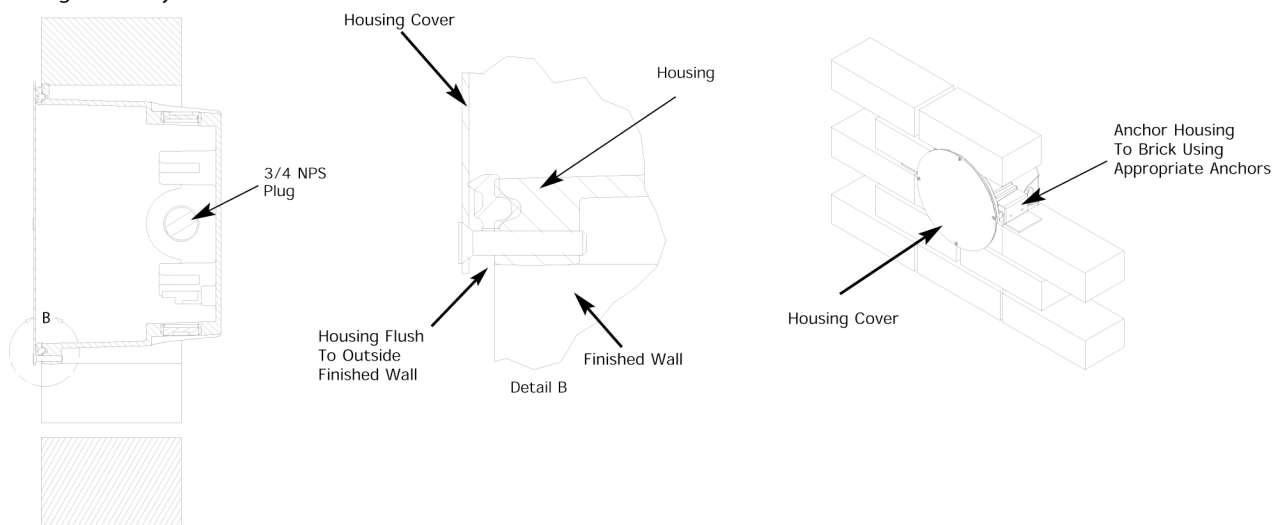 Housing Cover
Housing
3/4 NPS
Plug
B
Housing Flush
To Outside
Finished Wall
Finished Wall
Detail B
Anchor Housing
To Brick Using
Appropriate Anchors
Housing Cover